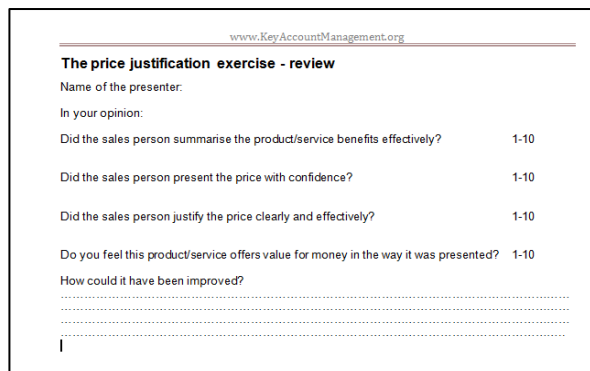 www.KeyAccountManagement.org
The price justification exercise - review
Name of the presenter:
In your opinion:
Did the sales person summarise the product/service benefits effectively? 1-10
Did the sales person present the price with confidence? 1-10
Did the sales person justify the price clearly and effectively? 1-10
Do you feel this product/service offers value for money in the way it was presented? 1-10
How could it have been improved?